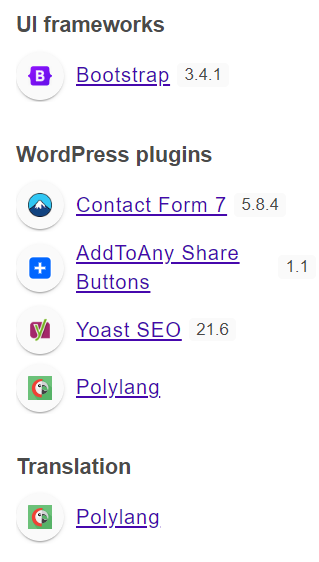 UI frameworks
Bootstrap 3.4.1
WordPress plugins
Contact Form 7 5.8.4
AddToAny Share
Buttons 1.1
Yoast SEO 21.6
Polylang
Translation
Polylang